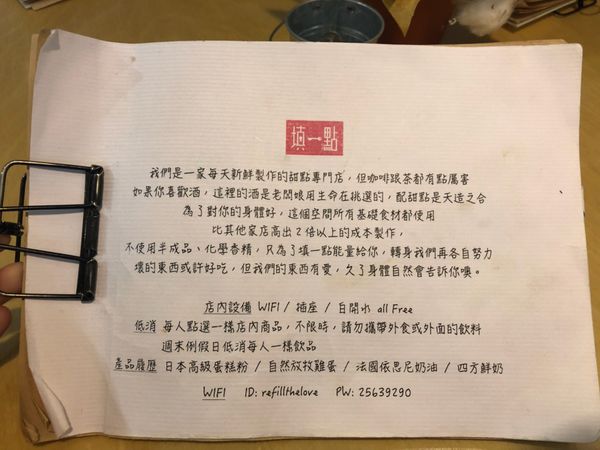 填一點
我們是一家每天新鮮製作的甜點專門店，但咖啡跟茶都有點厲害
如果你喜歡酒，這裡的酒是老闆娘用生命在挑選的，配甜點是天造之合
為了對你的身體好，這個空間所有基礎食材都使用
比其他家店高出2倍以上的成本製作，
不使用半成品、化學香精，只為了填一點能量給你，轉身我們再各自努力
壞的東西或許好吃，但我們的東西有愛，久了身體自然會告訴你噢。
店內設備 WIFI / 插座 / 白開水 all Free
低消 每人點選一樣店內商品，不限時，請勿攜帶外食或外面的飲料
週末例假日低消每人一樣飲品
產品履歷 日本高級蛋糕粉 / 自然放牧雞蛋 / 法國依思尼奶油 / 四方鮮奶
WIFI ID: refillthelove PW: 25639290